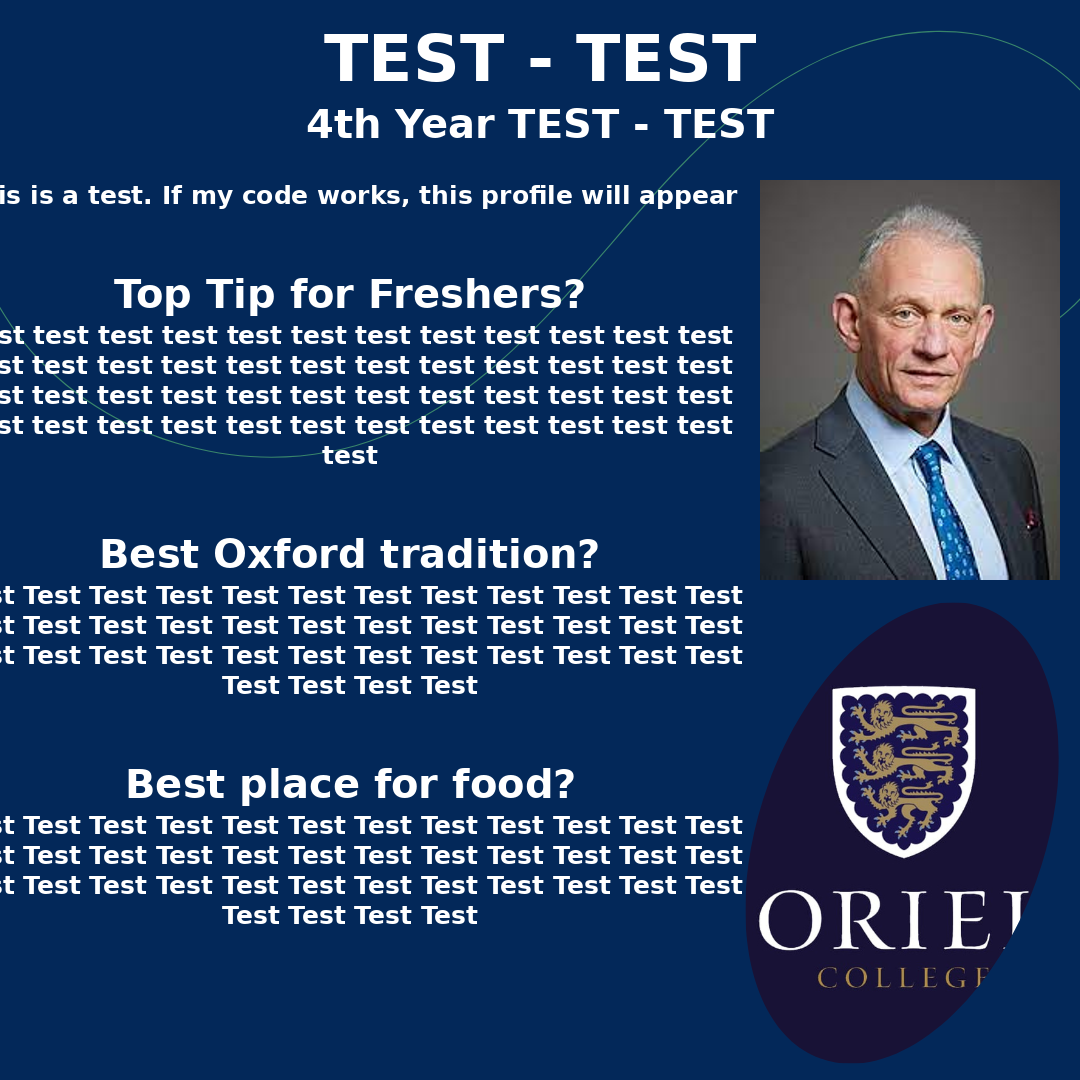 TEST - TEST
4th Year TEST - TEST
is is a test. If my code works, this profile will appear
Top Tip for Freshers?
st test test test test test test test test test test test
st test test test test test test test test test test test
st test test test test test test test test test test test
st test test test test test test test test test test test
test
Best Oxford tradition?
st Test Test Test Test Test Test Test Test Test Test Test
st Test Test Test Test Test Test Test Test Test Test Test
st Test Test Test Test Test Test Test Test Test Test Test
Test Test Test Test
Best place for food?
st Test Test Test Test Test Test Test Test Test Test Test
st Test Test Test Test Test Test Test Test Test Test Test
st Test Test Test Test Test Test Test Test Test Test Test
Test Test Test Test
ORIEL
COLLEGE